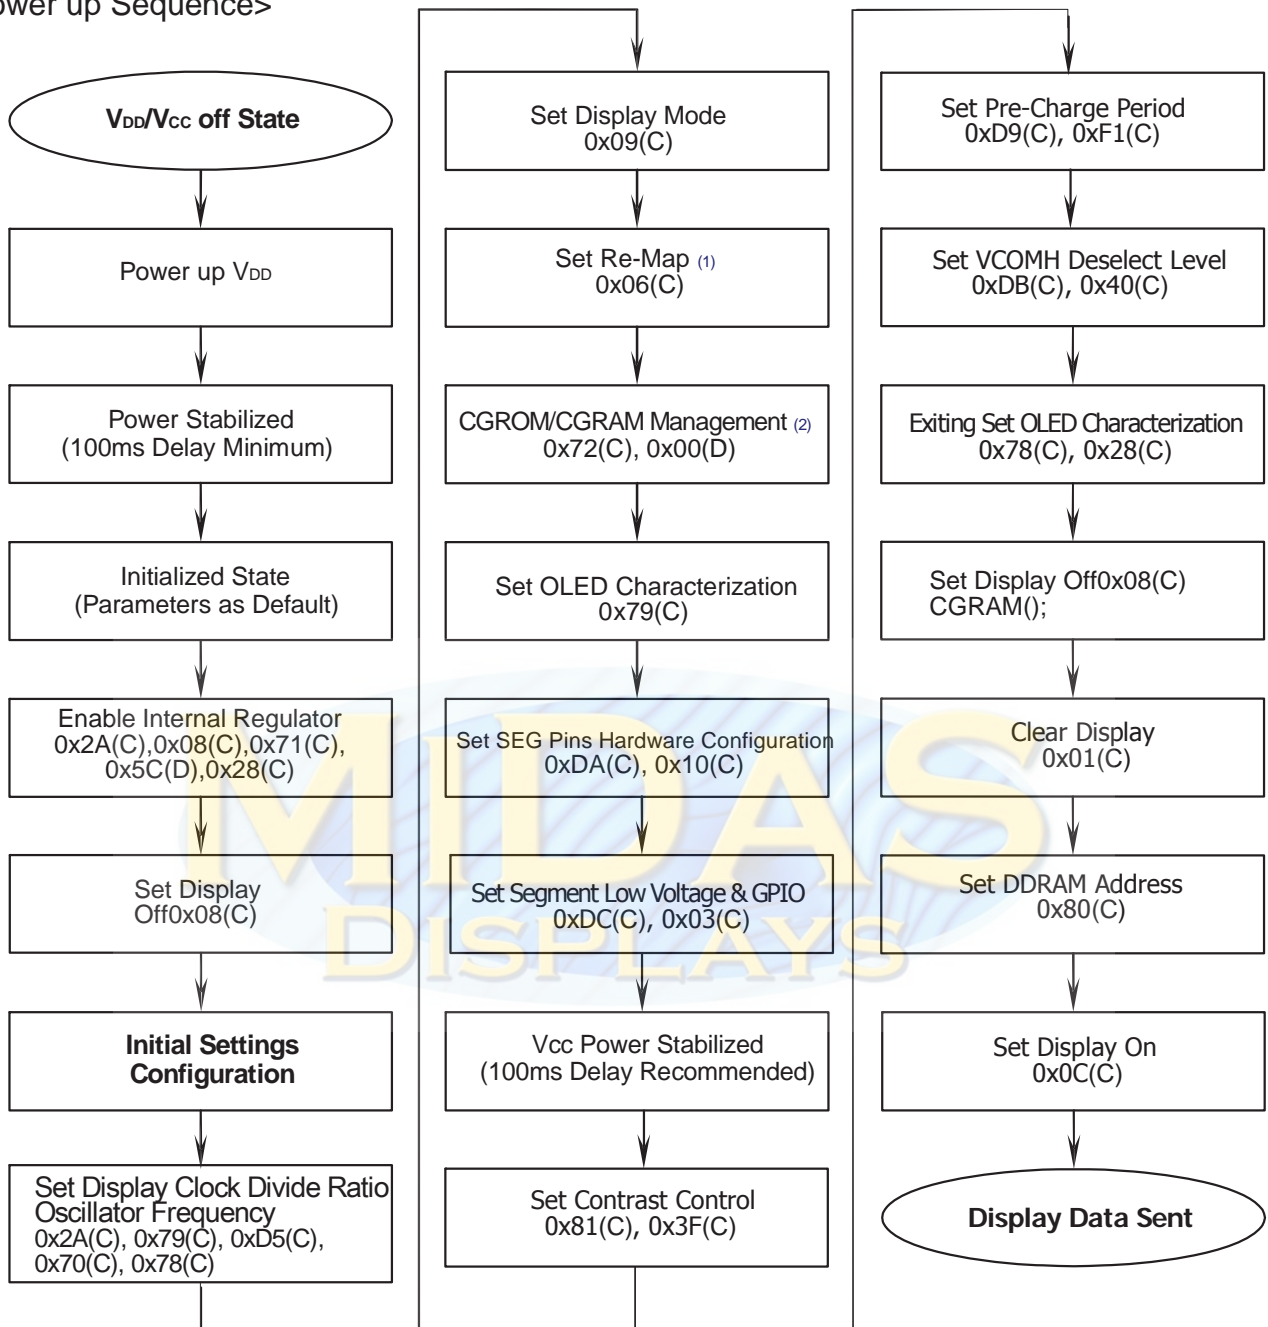 ower up Sequence>
VDD/VCC off State
Power up VDD
Power Stabilized
(100ms Delay Minimum)
Initialized State
(Parameters as Default)
Enable Internal Regulator
0x2A(C),0x08(C),0x71(C),
0x5C(D),0x28(C)
Set Display
Off0x08(C)
Initial Settings
Configuration
Set Display Clock Divide Ratio
Oscillator Frequency
0x2A(C), 0x79(C), 0xD5(C),
0x70(C), 0x78(C)
Set Display Mode
0x09(C)
Set Re-Map (1)
0x06(C)
CGROM/CGRAM Management (2)
0x72(C), 0x00(D)
Set OLED Characterization
0x79(C)
Set SEG Pins Hardware Configuration
0xDA(C), 0x10(C)
Set Segment Low Voltage & GPIO
0xDC(C), 0x03(C)
Vcc Power Stabilized
(100ms Delay Recommended)
Set Contrast Control
0x81(C), 0x3F(C)
Set Pre-Charge Period
0xD9(C), 0xF1(C)
Set VCOMH Deselect Level
0xDB(C), 0x40(C)
Exiting Set OLED Characterization
0x78(C), 0x28(C)
Set Display Off0x08(C)
CGRAM();
Clear Display
0x01(C)
Set DDRAM Address
0x80(C)
Set Display On
0x0C(C)
Display Data Sent
MIDAS
DISPLAYS